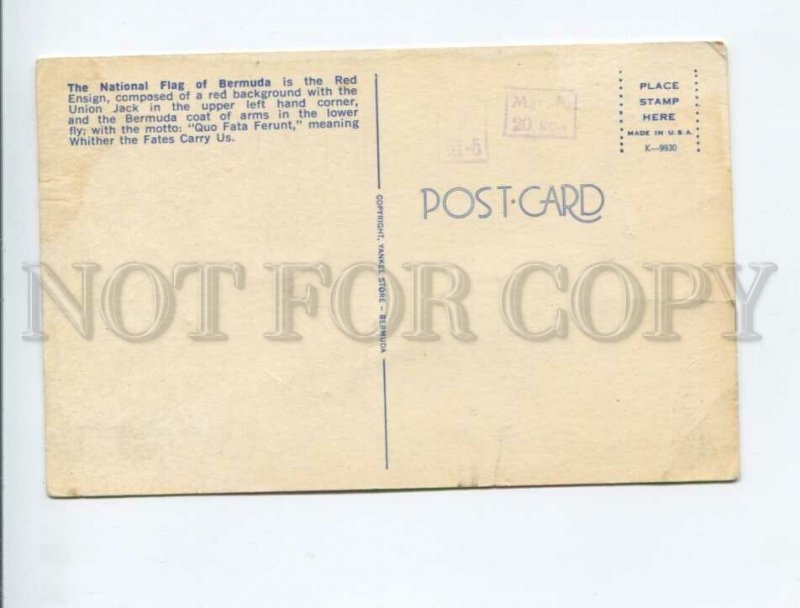 The National Flag of Bermuda is the Red
Ensign, composed of a red background with the
Union Jack in the upper left hand corner,
and the Bermuda coat of arms in the lower
fly; with the motto: "Quo Fata Ferunt," meaning
Whither the Fates Carry Us.
COPYRIGHT, YANKEE STORE - BERMUDA
20 коп
PLACE
STAMP
HERE
MADE IN U.S.A.
K—9930
POST·CARD
NOT FOR COPY